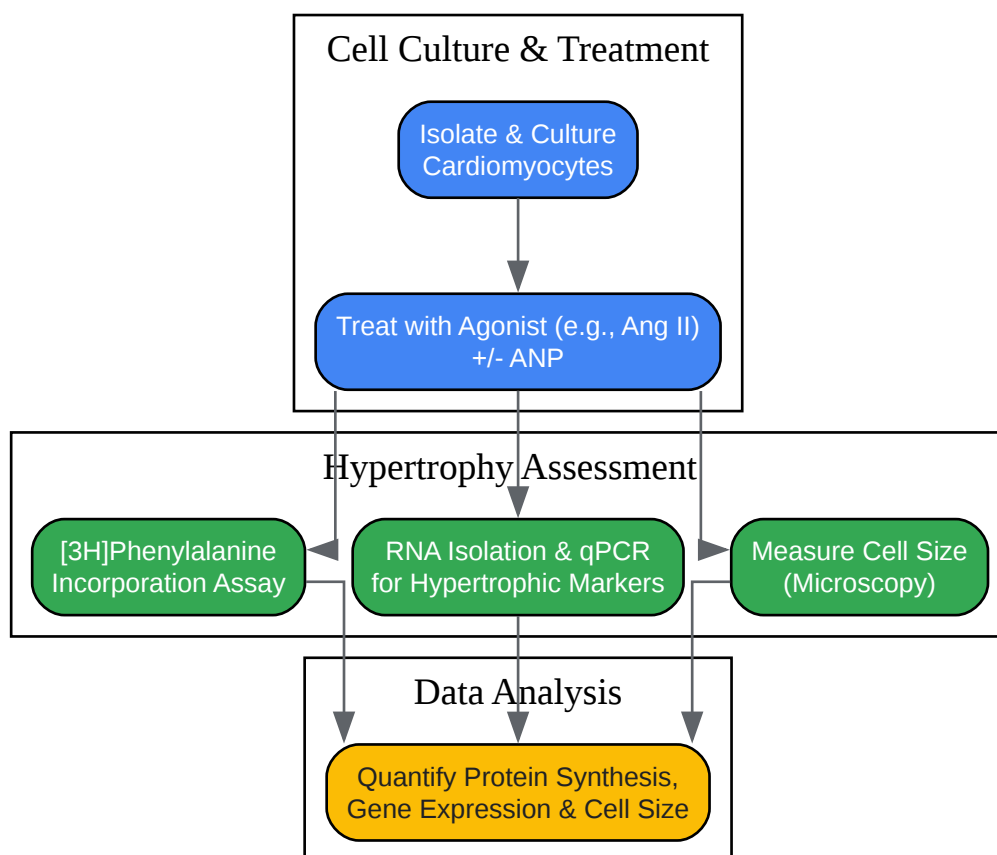 Cell Culture & Treatment
Isolate & Culture
Cardiomyocytes
Treat with Agonist (e.g., Ang II)
+/- ANP
Hypertrophy Assessment
[3H]Phenylalanine
Incorporation Assay
RNA Isolation & qPCR
for Hypertrophic Markers
Measure Cell Size
(Microscopy)
Data Analysis
Quantify Protein Synthesis,
Gene Expression & Cell Size